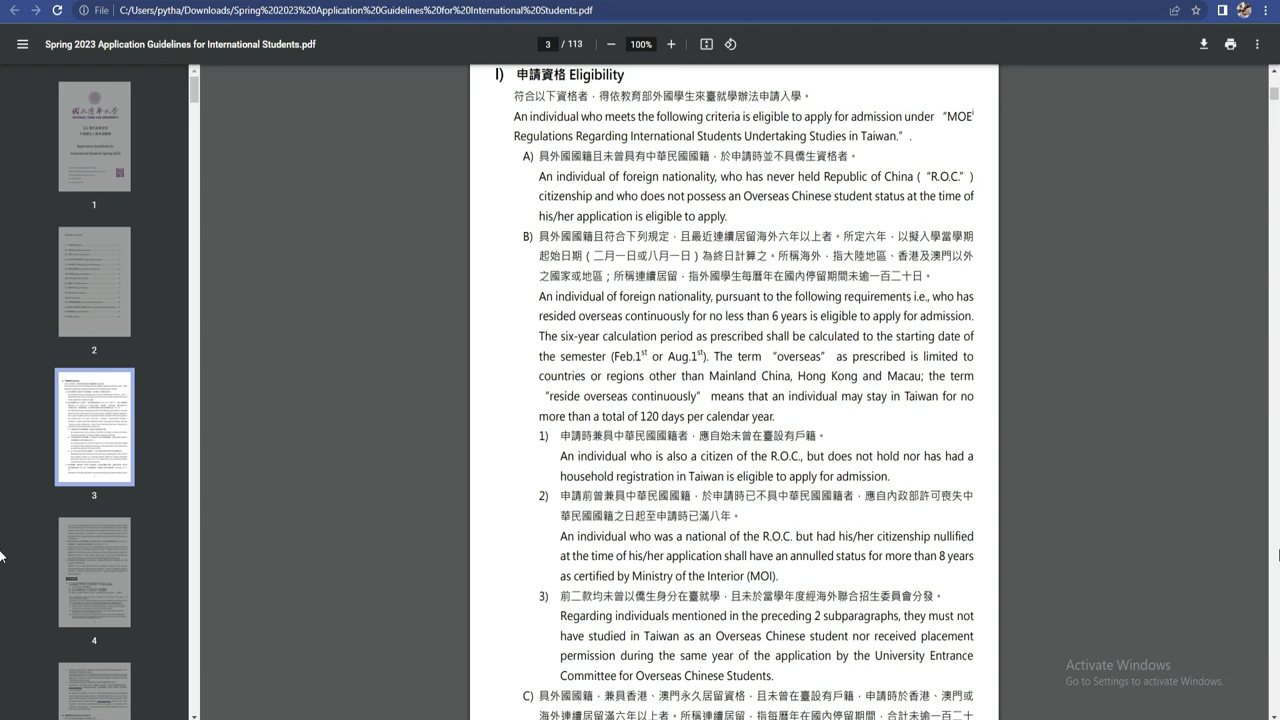 File
C:/Users/pytha/Downloads/Spring%202023%20Application%20Guidelines%20for%20International%20Students.pdf
Spring 2023 Application Guidelines for International Students.pdf
3 / 113
100%
1
2
3
4
I) 申請資格 Eligibility
符合以下資格者，得依教育部外國學生來臺就學辦法申請入學。
An individual who meets the following criteria is eligible to apply for admission under “MOEⁱ
Regulations Regarding International Students Undertaking Studies in Taiwan.” .
A) 具外國國籍且未曾具有中華民國國籍，於申請時並不具僑生資格者。
An individual of foreign nationality, who has never held Republic of China ( “R.O.C.” )
citizenship and who does not possess an Overseas Chinese student status at the time of
his/her application is eligible to apply.
B) 具外國國籍且符合下列規定，且最近連續居留海外六年以上者。所定六年，以擬入學當學期
起始日期（二月一日或八月一日）為終日計算之。所稱海外，指大陸地區、香港及澳門以外
之國家或地區；所稱連續居留，指外國學生每曆年在國內停留期間未逾一百二十日。
An individual of foreign nationality, pursuant to the following requirements i.e., who has
resided overseas continuously for no less than 6 years is eligible to apply for admission.
The six-year calculation period as prescribed shall be calculated to the starting date of
the semester (Feb.1st or Aug.1st). The term “overseas” as prescribed is limited to
countries or regions other than Mainland China, Hong Kong and Macau; the term
“reside overseas continuously” means that an individual may stay in Taiwan for no
more than a total of 120 days per calendar year.
申請時兼具中華民國國籍者，應自始未曾在臺設有戶籍。
An individual who is also a citizen of the R.O.C., but does not hold nor has had a
household registration in Taiwan is eligible to apply for admission.
2) 申請前曾兼具中華民國國籍，於申請時已不具中華民國國籍者，應自內政部許可喪失中
華民國國籍之日起至申請時已滿八年。
An individual who was a national of the R.O.C. but had his/her citizenship nullified
at the time of his/her application shall have an annulled status for more than 8 years
as certified by Ministry of the Interior (MOI).
3) 前二款均未曾以僑生身分在臺就學，且未於當學年度經海外聯合招生委員會分發。
Regarding individuals mentioned in the preceding 2 subparagraphs, they must not
have studied in Taiwan as an Overseas Chinese student nor received placement
permission during the same year of the application by the University Entrance
Committee for Overseas Students.
C) 具外國國籍，兼具香港、澳門永久居留資格，且未曾在臺設有戶籍，申請時於香港、澳門或
海外連續居留滿六年以上者。所稱連續居留，指每曆年在國內停留期間，合計未逾一百二十
Activate Windows
Go to Settings to activate Windows.